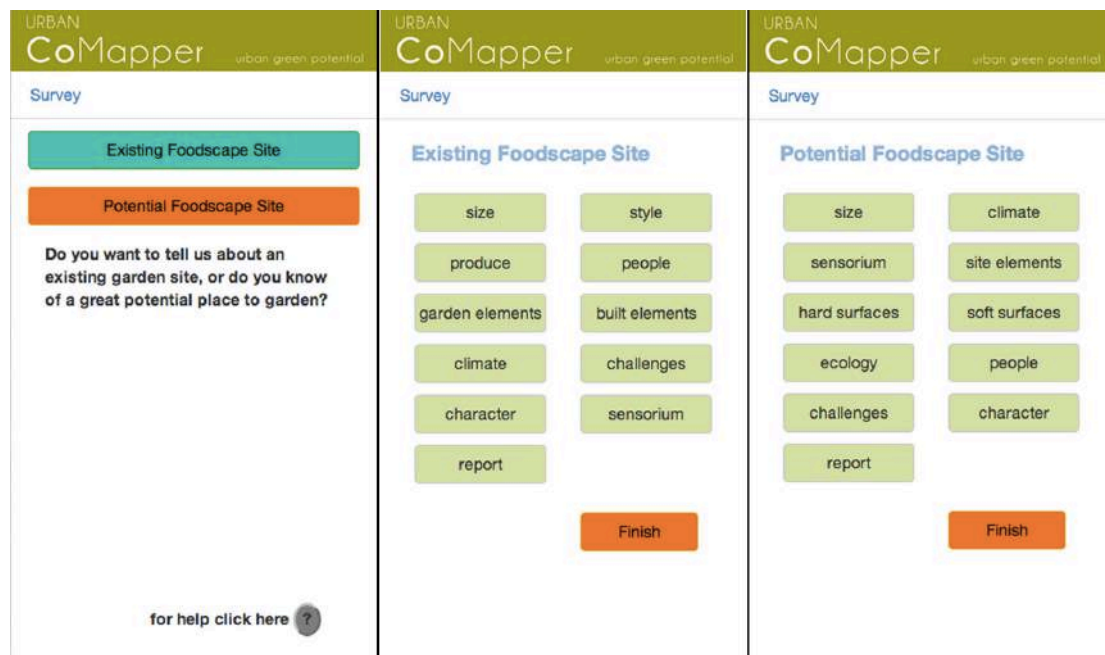 URBAN
CoMapper urban green potential
Survey
Existing Foodscape Site
Potential Foodscape Site
Do you want to tell us about an
existing garden site, or do you know
of a great potential place to garden?
for help click here ?
URBAN
CoMapper urban green potential
Survey
Existing Foodscape Site
size style
produce people
garden elements built elements
climate challenges
character sensorium
report
Finish
URBAN
CoMapper urban green potential
Survey
Potential Foodscape Site
size climate
sensorium site elements
hard surfaces soft surfaces
ecology people
challenges character
report
Finish